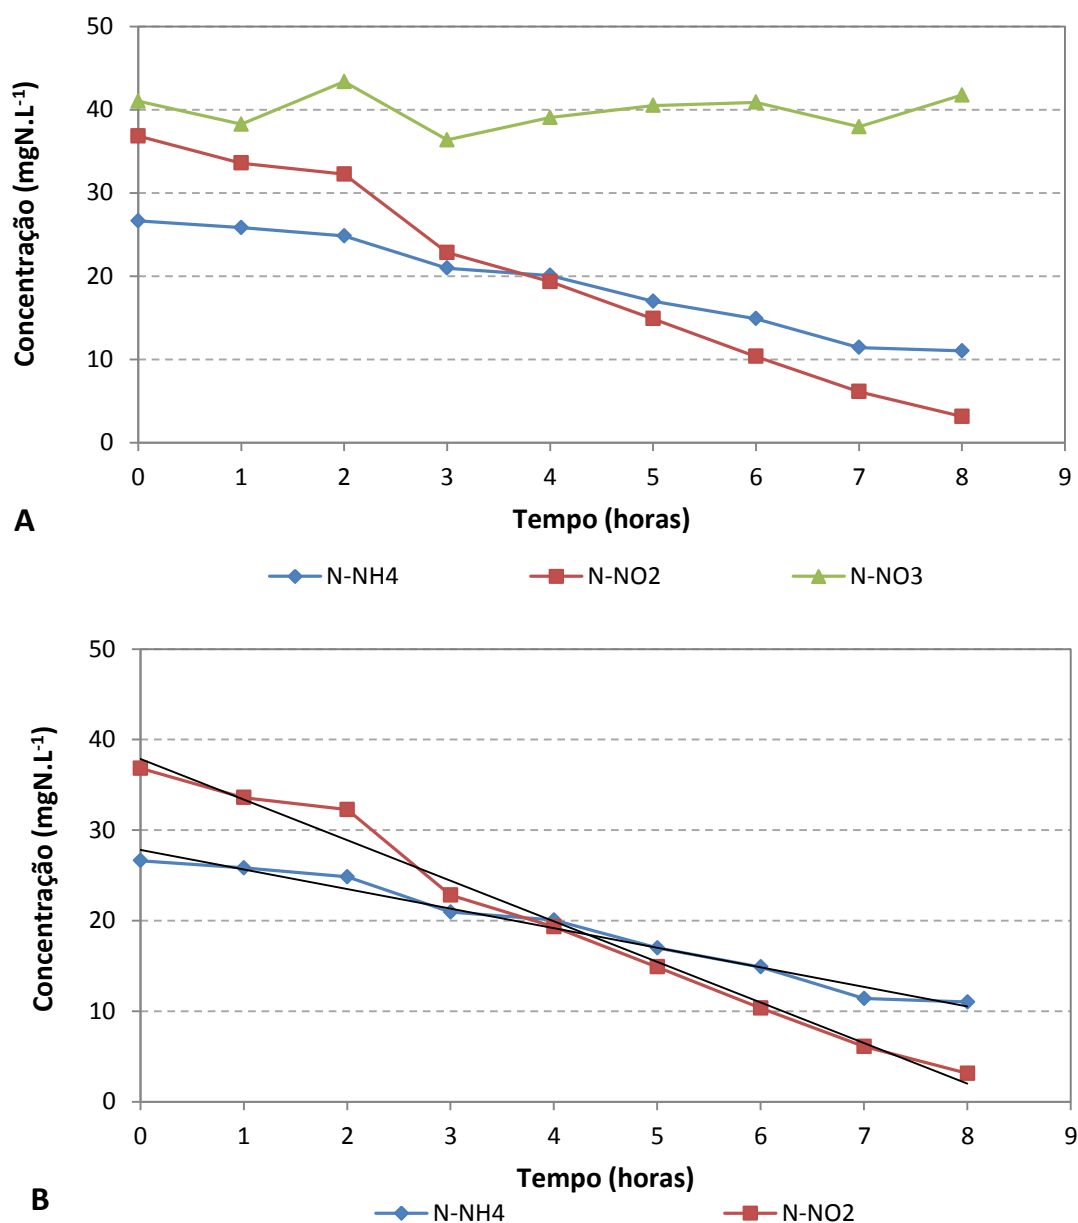 50
40
30
20
10
0
Concentração (mgN.L-1)
0 1 2 3 4 5 6 7 8 9
Tempo (horas)
A
N-NH4 N-NO2 N-NO3
50
40
30
20
10
0
Concentração (mgN.L-1)
0 1 2 3 4 5 6 7 8 9
Tempo (horas)
B
N-NH4 N-NO2